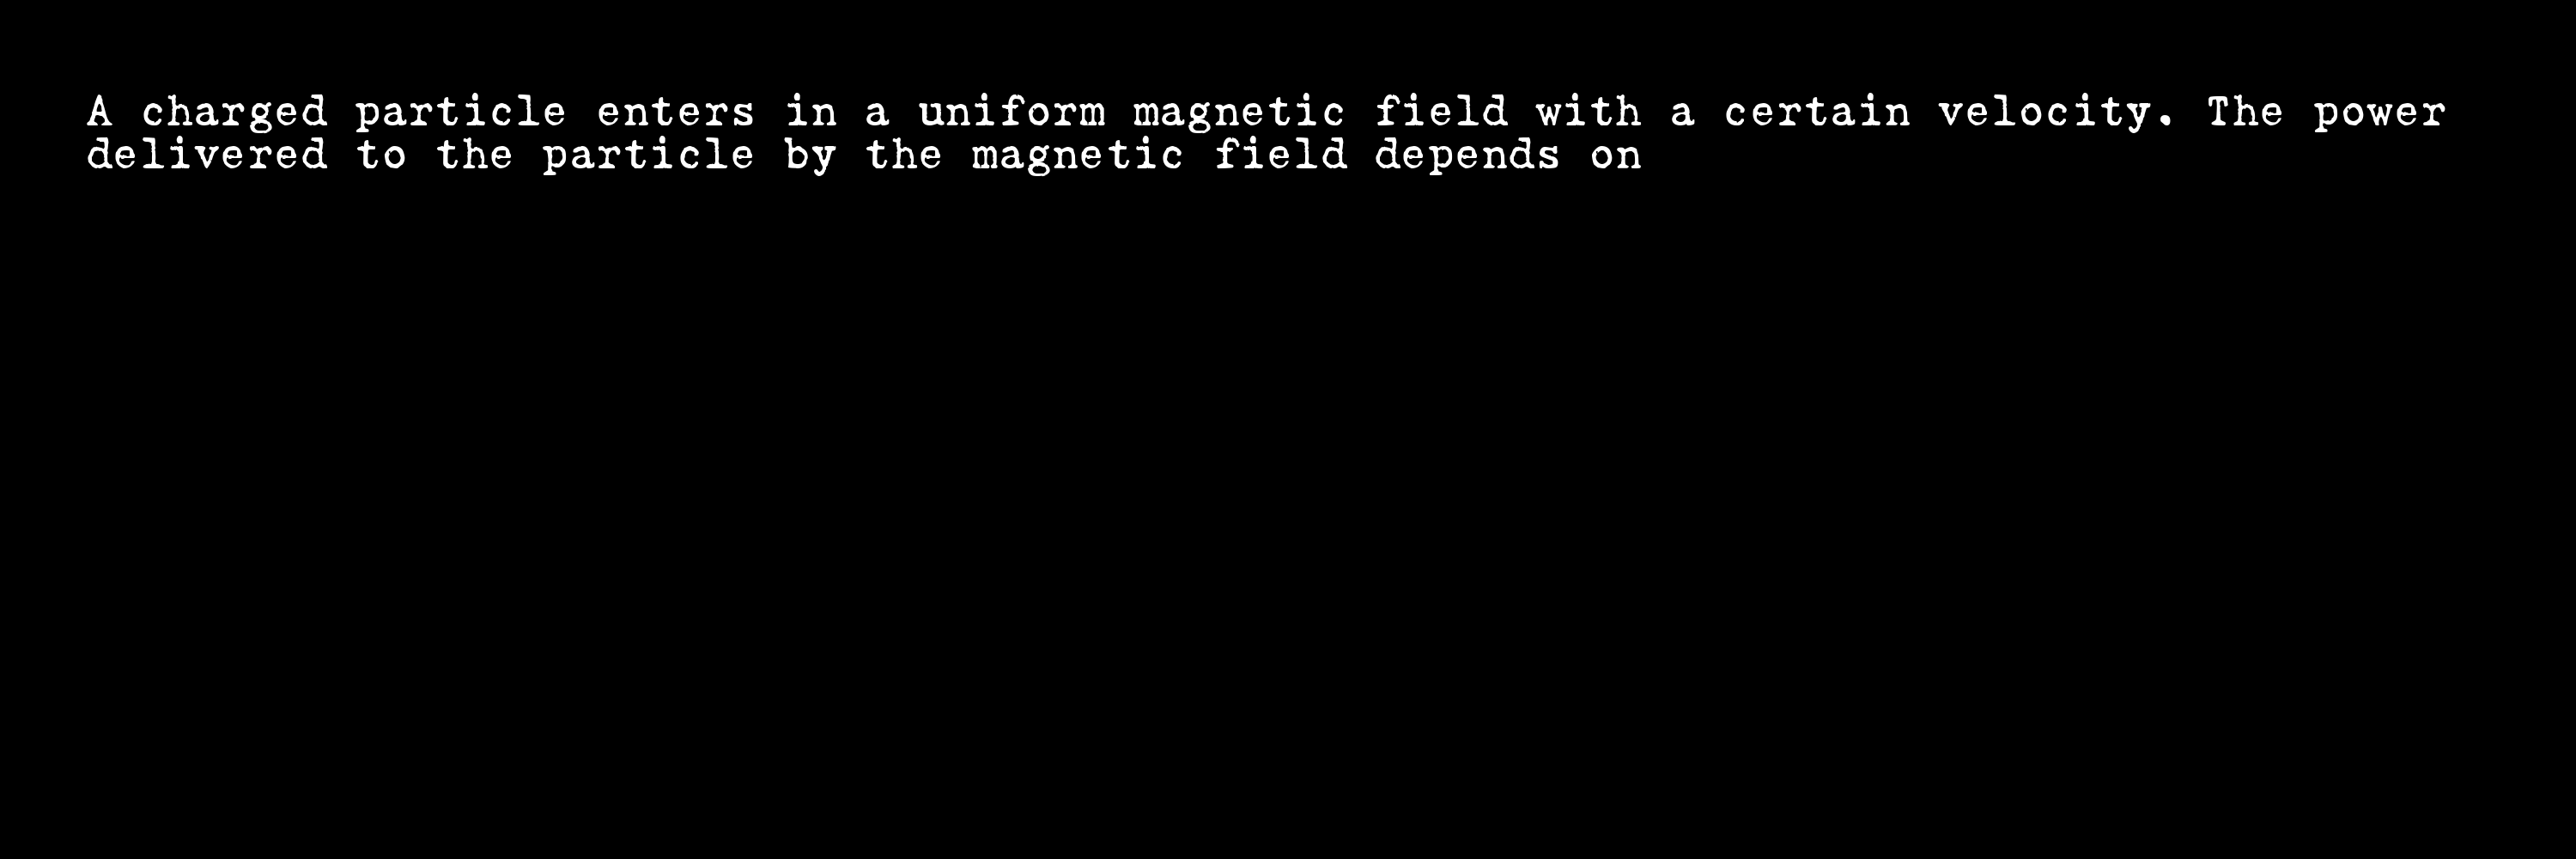 A charged particle enters in a uniform magnetic field with a certain velocity. The power
delivered to the particle by the magnetic field depends on